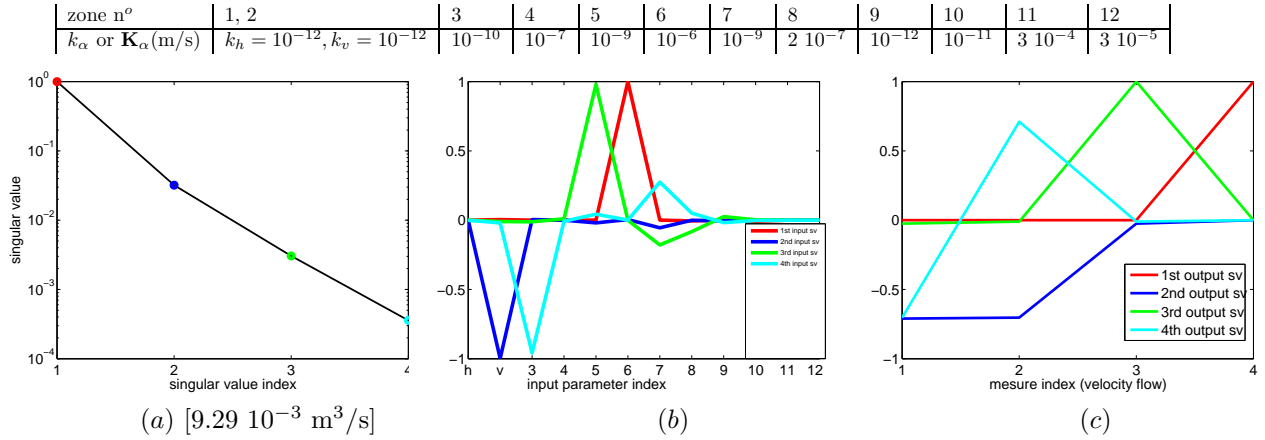 zone nᵒ 1, 2 3 4 5 6 7 8 9 10 11 12
k_α or K_α(m/s) k_h = 10⁻¹², k_v = 10⁻¹² 10⁻¹⁰ 10⁻⁷ 10⁻⁹ 10⁻⁶ 10⁻⁹ 2 10⁻⁷ 10⁻¹² 10⁻¹¹ 3 10⁻⁴ 3 10⁻⁵
10⁰
10⁻¹
10⁻²
10⁻³
10⁻⁴
singular value
1 2 3 4
singular value index
(a) [9.29 10⁻³ m³/s]
1
0.5
0
−0.5
−1
1st input sv
2nd input sv
3rd input sv
4th input sv
h v 3 4 5 6 7 8 9 10 11 12
input parameter index
(b)
1
0.5
0
−0.5
−1
1st output sv
2nd output sv
3rd output sv
4th output sv
1 2 3 4
mesure index (velocity flow)
(c)